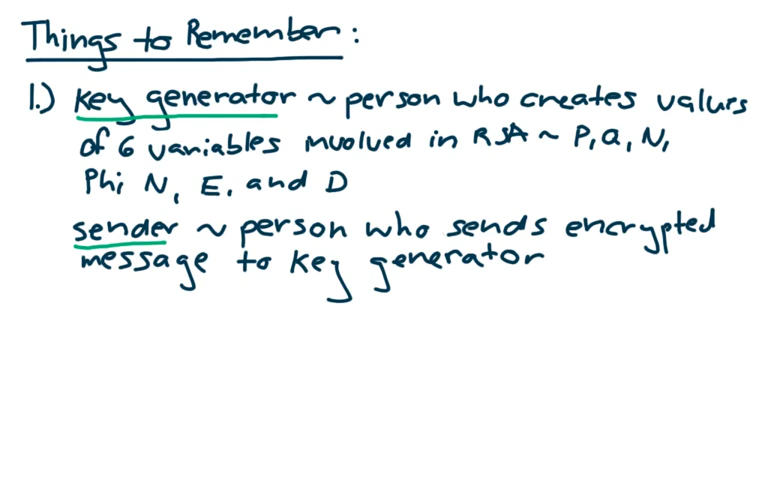 Things to Remember:
1.) key generator ~ person who creates values
of 6 variables involved in RSA ~ P, Q, N,
Phi N, E, and D
sender ~ person who sends encrypted
message to key generator